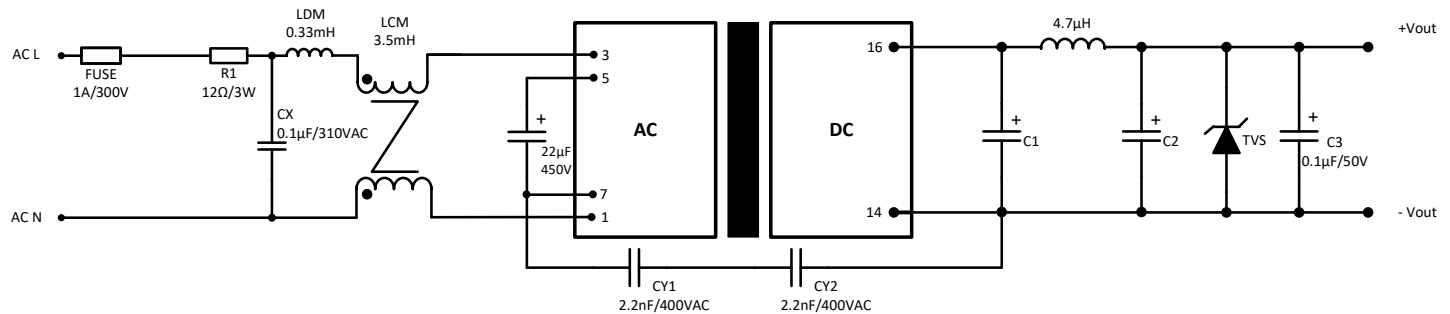 LDM
0.33mH
LCM
3.5mH
4.7µH
+Vout
AC L
FUSE
1A/300V
R1
12Ω/3W
3
5
16
CX
0.1µF/310VAC
+
22µF
450V
AC
DC
+
C1
+
C2
TVS
+
C3
0.1µF/50V
7
1
14
AC N
- Vout
CY1
2.2nF/400VAC
CY2
2.2nF/400VAC